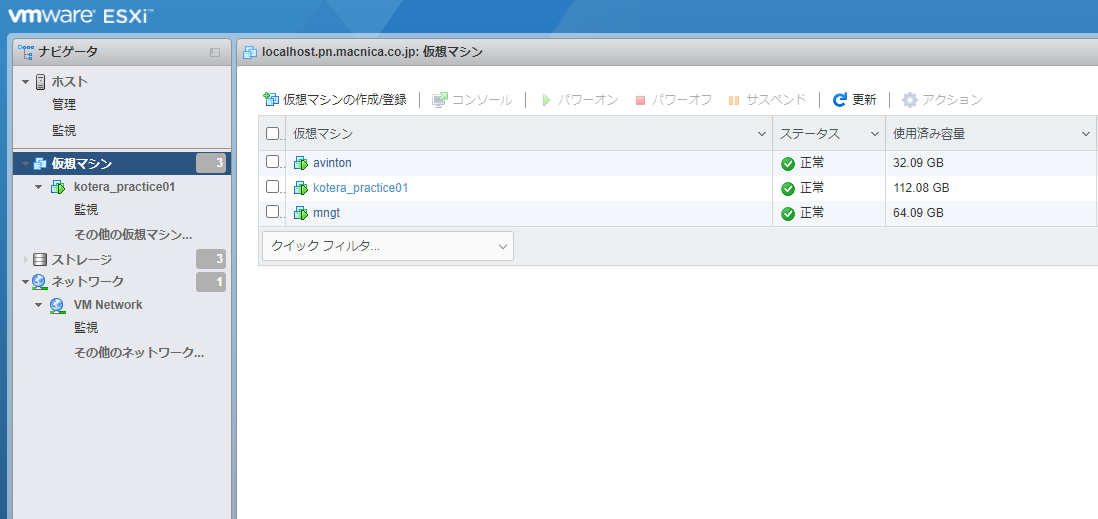 vmware ESXi™
ナビゲータ
ホスト
管理
監視
仮想マシン 3
kotera_practice01
監視
その他の仮想マシン...
ストレージ 3
ネットワーク 1
VM Network
監視
その他のネットワーク...
localhost.pn.macnica.co.jp: 仮想マシン
仮想マシンの作成/登録 コンソール パワーオン パワーオフ サスペンド 更新 アクション
仮想マシン ステータス 使用済み容量
avinton 正常 32.09 GB
kotera_practice01 正常 112.08 GB
mngt 正常 64.09 GB
クイック フィルタ...